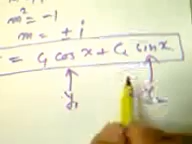 m² = -1
m = ± i
= C₁ cos x + C₂ sin x
y₁ y₂